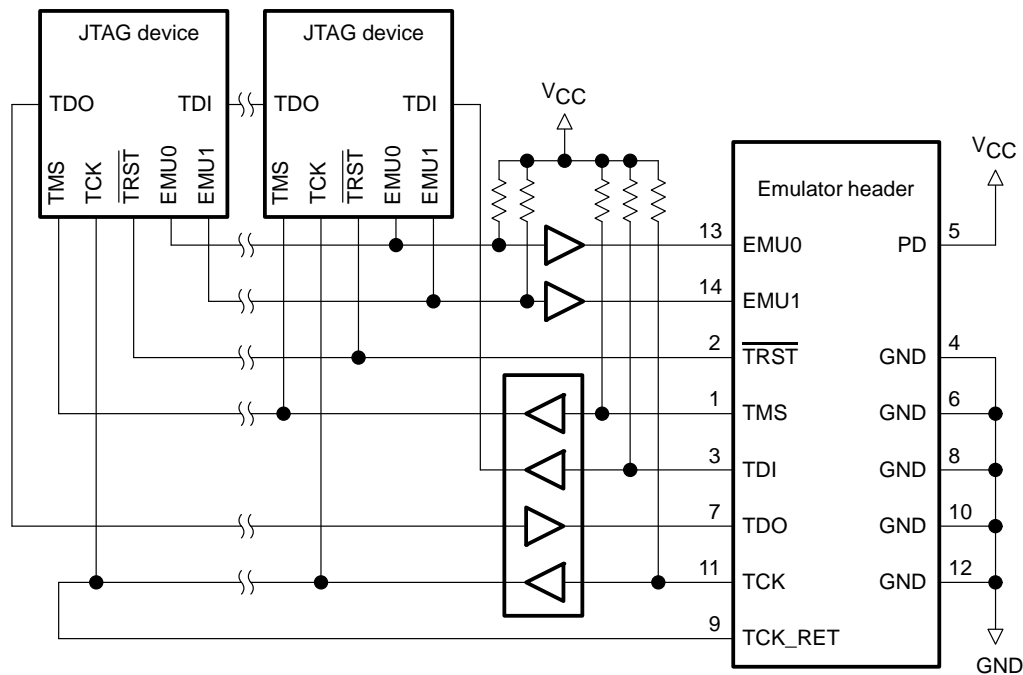 JTAG device
JTAG device
TDO
TDI
TDO
TDI
TMS
TCK
TRST
EMU0
EMU1
TMS
TCK
TRST
EMU0
EMU1
VCC
VCC
Emulator header
13
EMU0
PD
5
14
EMU1
2
TRST
GND
4
1
TMS
GND
6
3
TDI
GND
8
7
TDO
GND
10
11
TCK
GND
12
9
TCK_RET
GND